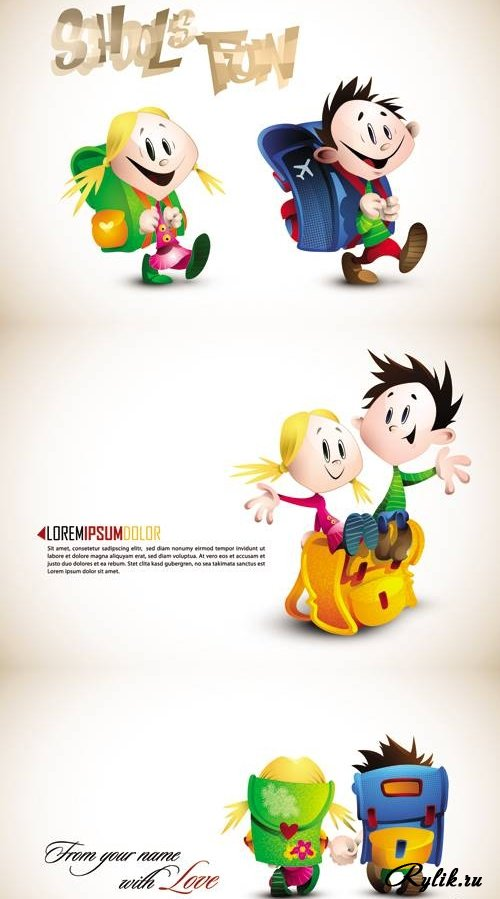 SCHOOL'S FUN
LOREMIPSUMDOLOR
Sit amet, consetetur sadipscing elitr, sed diam nonumy eirmod tempor invidunt ut
labore et dolore magna aliquyam erat, sed diam voluptua. At vero eos et accusam et
justo duo dolores et ea rebum. Stet clita kasd gubergren, no sea takimata est
Lorem ipsum dolor sit amet.
From your name
with Love
Rylik.ru